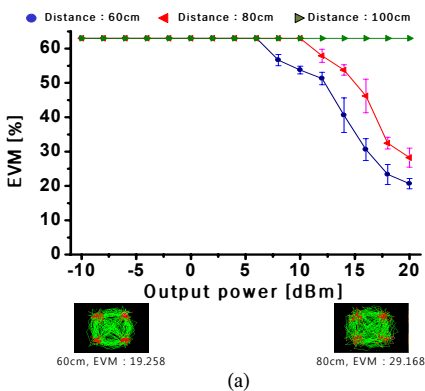 Distance : 60cm Distance : 80cm Distance : 100cm
EVM [%]
60
50
40
30
20
10
0
-10 -5 0 5 10 15 20
Output power [dBm]
60cm, EVM : 19.258 80cm, EVM : 29.168
(a)